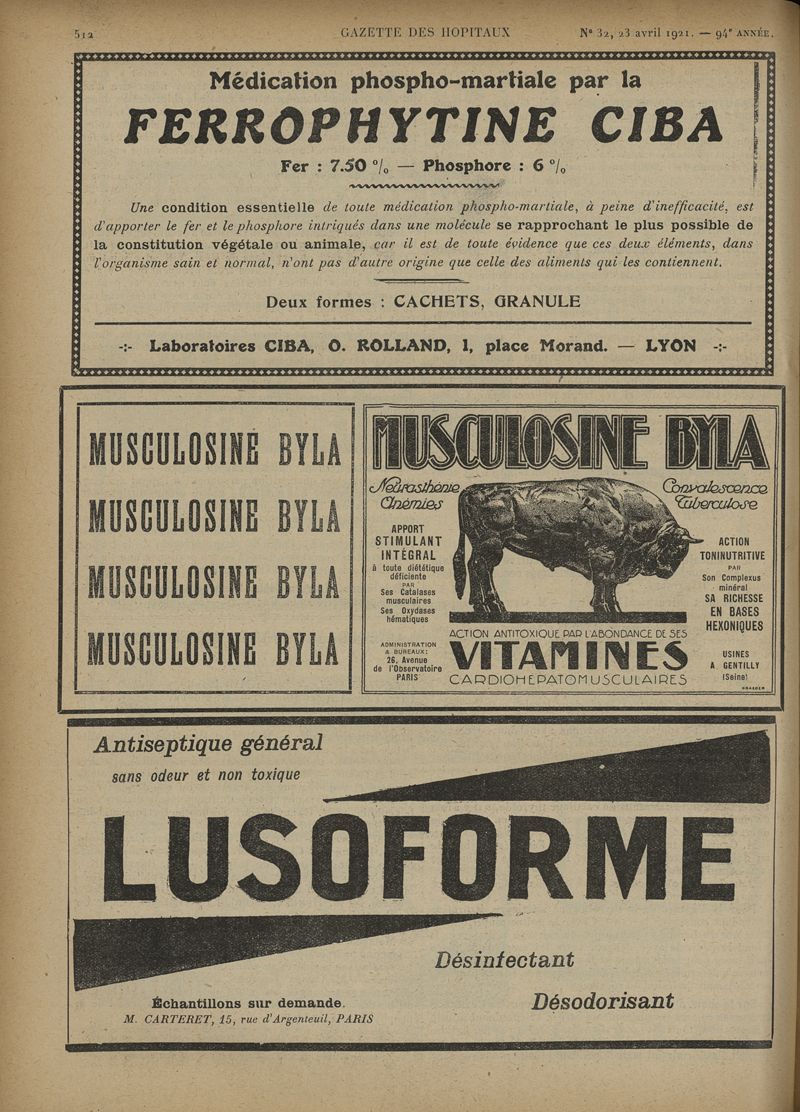 512
GAZETTE DES HOPITAUX
N° 32, 23 avril 1921. — 94e ANNÉE.
Médication phospho-martiale par la
FERROPHYTINE CIBA
Fer : 7.50 % — Phosphore : 6 %
Une condition essentielle de toute médication phospho-martiale, à peine d'inefficacité, est
d'apporter le fer et le phosphore intriqués dans une molécule se rapprochant le plus possible de
la constitution végétale ou animale, car il est de toute évidence que ces deux éléments, dans
l'organisme sain et normal, n'ont pas d'autre origine que celle des aliments qui les contiennent.
Deux formes : CACHETS, GRANULE
-:- Laboratoires CIBA, O. ROLLAND, 1, place Morand. — LYON -:-
MUSCULOSINE BYLA
MUSCULOSINE BYLA
MUSCULOSINE BYLA
MUSCULOSINE BYLA
MUSCULOSINE BYLA
Neurasthénie
Anémies
Convalescence
Tuberculose
APPORT
STIMULANT
INTÉGRAL
à toute diététique
déficiente
PAR
Ses Catalases
musculaires
Ses Oxydases
hématiques
ADMINISTRATION
& BUREAUX:
26, Avenue
de l'Observatoire
PARIS
ACTION
TONINUTRITIVE
PAR
Son Complexus
minéral
SA RICHESSE
EN BASES
HEXONIQUES
USINES
A GENTILLY
(Seine)
ACTION ANTITOXIQUE PAR L'ABONDANCE DE SES
VITAMINES
CARDIOHÉPATOMUSCULAIRES
Antiseptique général
sans odeur et non toxique
LUSOFORME
Désinfectant
Désodorisant
Échantillons sur demande.
M. CARTERET, 15, rue d'Argenteuil, PARIS